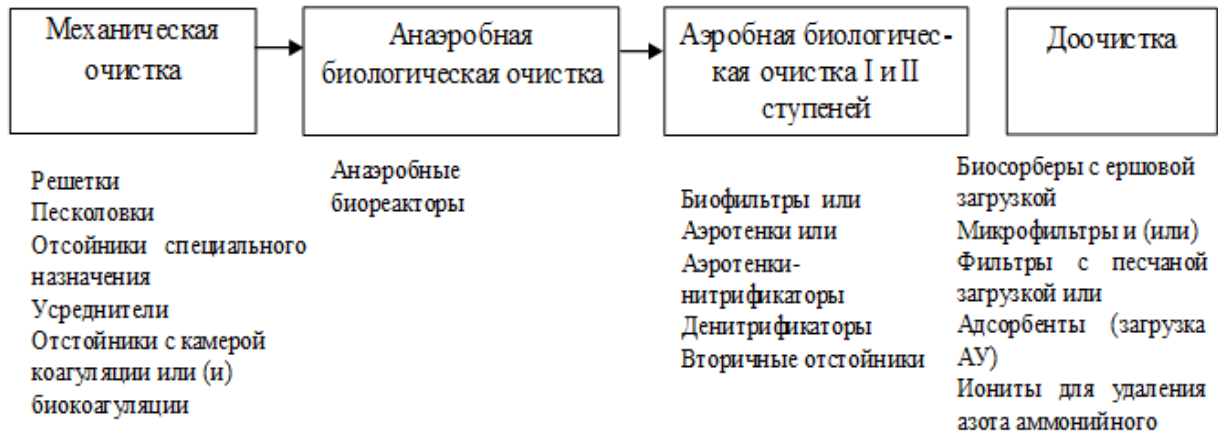 Механическая
очистка
Анаэробная
биологическая очистка
Аэробная биологичес-
кая очистка I и II
ступеней
Доочистка
Решетки
Песколовки
Отсойники специального
назначения
Усреднители
Отстойники с камерой
коагуляции или (и)
биокоагуляции
Анаэробные
биореакторы
Биофильтры или
Аэротенки или
Аэротенки-
нитрификаторы
Денитрификаторы
Вторичные отстойники
Биосорберы с ершовой
загрузкой
Микрофильтры и (или)
Фильтры с песчаной
загрузкой или
Адсорбенты (загрузка
АУ)
Иониты для удаления
азота аммонийного